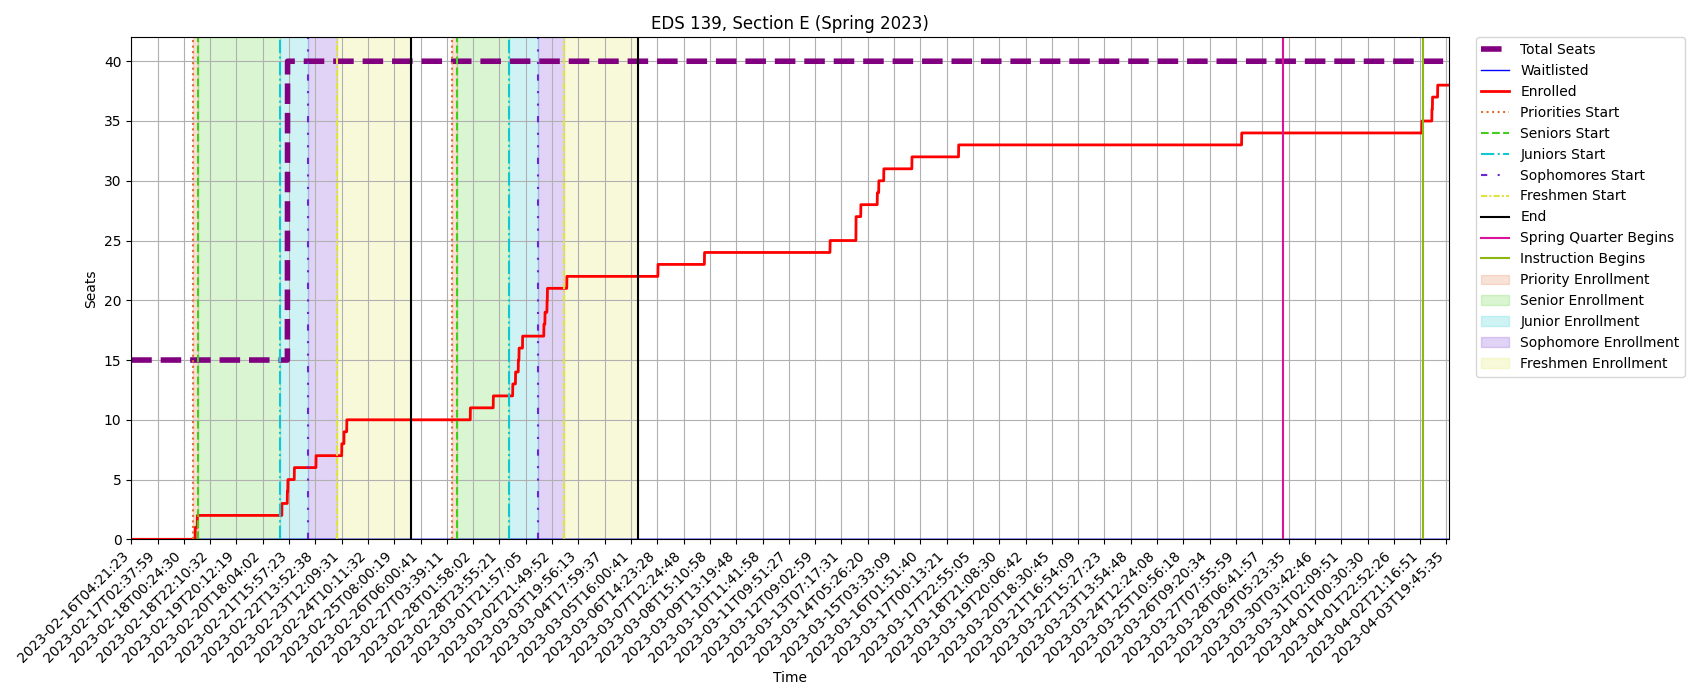 EDS 139, Section E (Spring 2023)
Seats
40
35
30
25
20
15
10
5
0
2023-02-16T04:21:23
2023-02-17T02:37:59
2023-02-18T00:24:30
2023-02-18T22:10:32
2023-02-19T20:12:19
2023-02-20T18:04:02
2023-02-21T15:57:23
2023-02-22T13:52:38
2023-02-23T12:09:31
2023-02-24T10:11:32
2023-02-25T08:00:19
2023-02-26T06:00:41
2023-02-27T03:39:11
2023-02-28T01:58:02
2023-02-28T23:55:21
2023-03-01T21:57:05
2023-03-02T21:49:52
2023-03-03T19:56:13
2023-03-04T17:59:37
2023-03-05T16:00:41
2023-03-06T14:23:28
2023-03-07T12:24:48
2023-03-08T15:10:58
2023-03-09T13:19:48
2023-03-10T11:41:58
2023-03-11T09:51:27
2023-03-12T09:02:59
2023-03-13T07:17:31
2023-03-14T05:26:20
2023-03-15T03:33:09
2023-03-16T01:51:40
2023-03-17T00:13:21
2023-03-17T22:55:05
2023-03-18T21:08:30
2023-03-19T20:06:42
2023-03-20T18:30:45
2023-03-21T16:54:09
2023-03-22T15:27:23
2023-03-23T13:54:48
2023-03-24T12:24:08
2023-03-25T10:56:18
2023-03-26T09:20:34
2023-03-27T07:55:59
2023-03-28T06:41:57
2023-03-29T05:23:35
2023-03-30T03:42:46
2023-03-31T02:09:51
2023-04-01T00:30:30
2023-04-01T22:52:26
2023-04-02T21:16:51
2023-04-03T19:45:35
Time
Total Seats
Waitlisted
Enrolled
Priorities Start
Seniors Start
Juniors Start
Sophomores Start
Freshmen Start
End
Spring Quarter Begins
Instruction Begins
Priority Enrollment
Senior Enrollment
Junior Enrollment
Sophomore Enrollment
Freshmen Enrollment